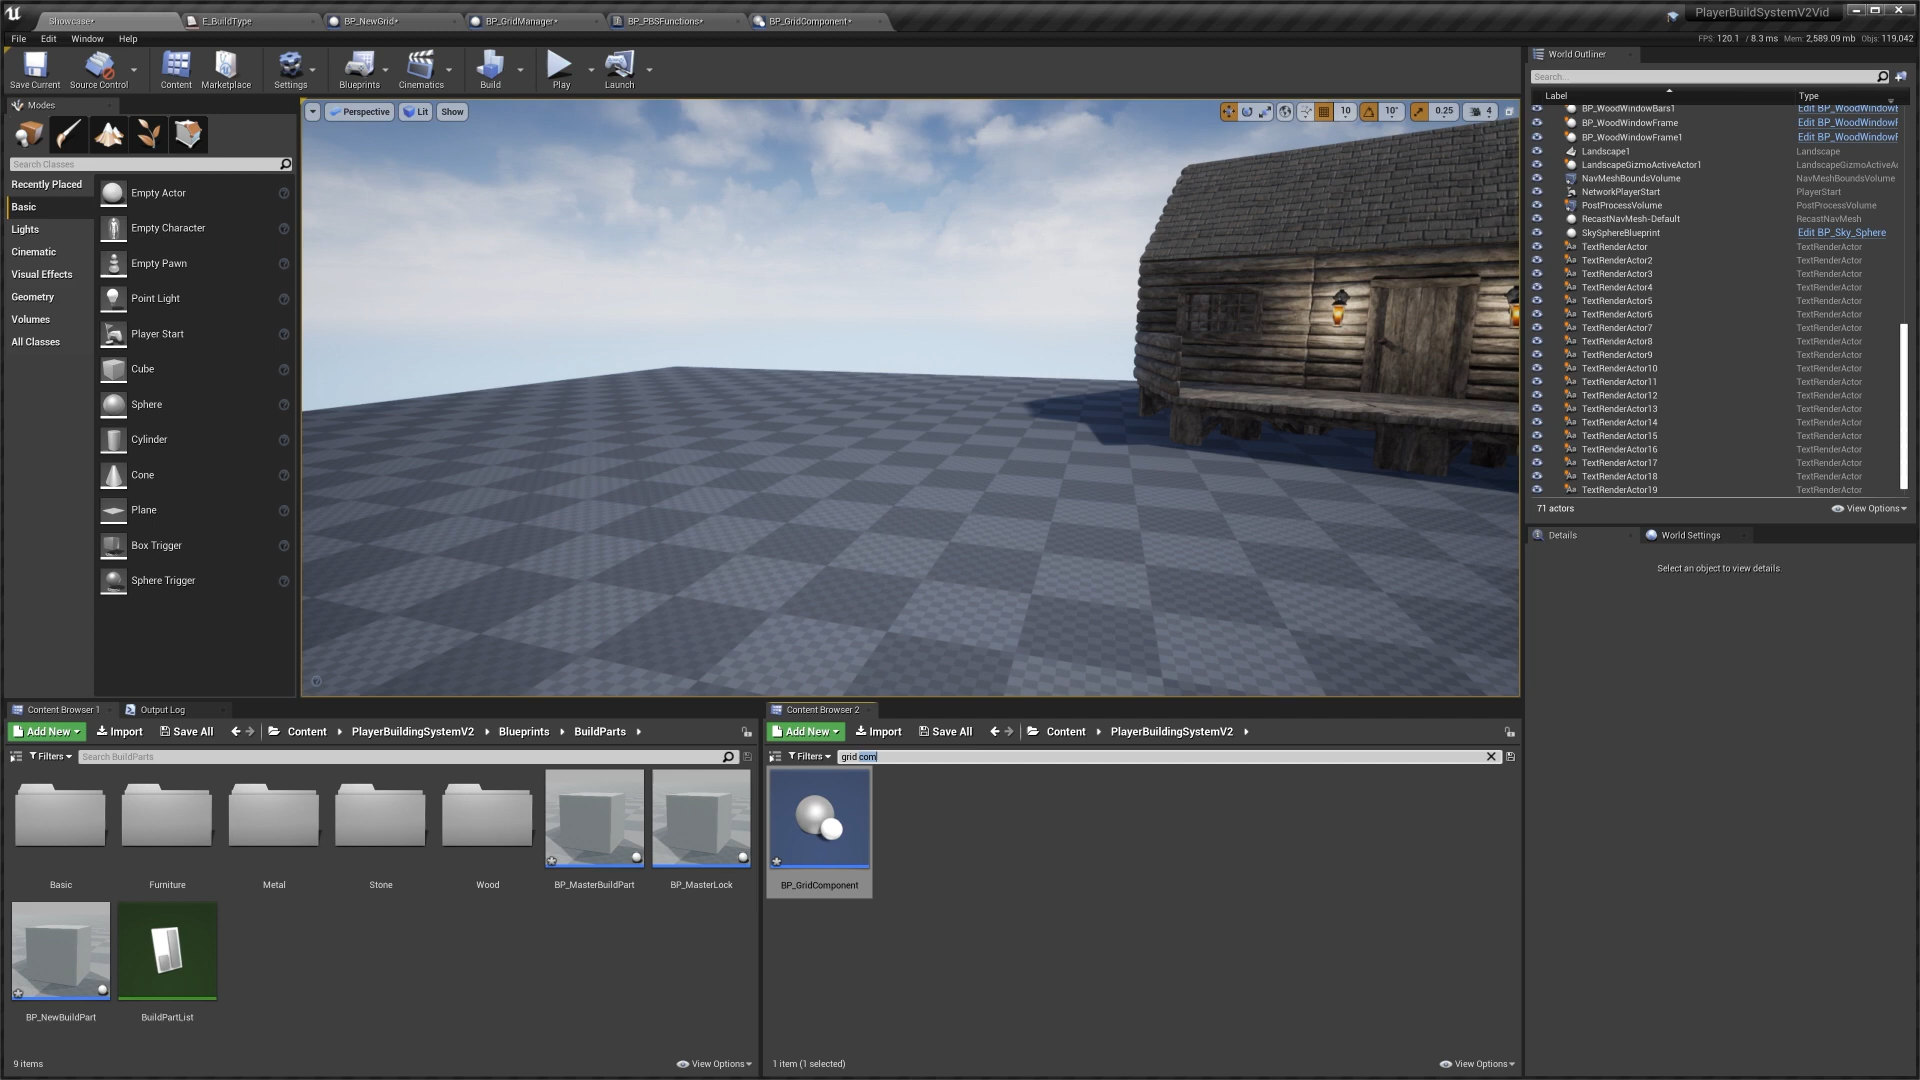 Showcase*
E_BuildType
BP_NewGrid*
BP_GridManager*
BP_PBSFunctions*
BP_GridComponent*
PlayerBuildSystemV2Vid
File Edit Window Help
FPS: 120.1 / 8.3 ms Mem: 2,589.09 mb Objs: 119,042
Save Current
Source Control
Content
Marketplace
Settings
Blueprints
Cinematics
Build
Play
Launch
Modes
Search Classes
Recently Placed
Basic
Lights
Cinematic
Visual Effects
Geometry
Volumes
All Classes
Empty Actor
Empty Character
Empty Pawn
Point Light
Player Start
Cube
Sphere
Cylinder
Cone
Plane
Box Trigger
Sphere Trigger
Perspective Lit Show
10 10° 0.25 4
World Outliner
Search...
Label Type
BP_WoodWindowBars1 Edit BP_WoodWindowB
BP_WoodWindowFrame Edit BP_WoodWindowF
BP_WoodWindowFrame1 Edit BP_WoodWindowF
Landscape1 Landscape
LandscapeGizmoActiveActor1 LandscapeGizmoActiveAc
NavMeshBoundsVolume NavMeshBoundsVolume
NetworkPlayerStart PlayerStart
PostProcessVolume PostProcessVolume
RecastNavMesh-Default RecastNavMesh
SkySphereBlueprint Edit BP_Sky_Sphere
TextRenderActor TextRenderActor
TextRenderActor2 TextRenderActor
TextRenderActor3 TextRenderActor
TextRenderActor4 TextRenderActor
TextRenderActor5 TextRenderActor
TextRenderActor6 TextRenderActor
TextRenderActor7 TextRenderActor
TextRenderActor8 TextRenderActor
TextRenderActor9 TextRenderActor
TextRenderActor10 TextRenderActor
TextRenderActor11 TextRenderActor
TextRenderActor12 TextRenderActor
TextRenderActor13 TextRenderActor
TextRenderActor14 TextRenderActor
TextRenderActor15 TextRenderActor
TextRenderActor16 TextRenderActor
TextRenderActor17 TextRenderActor
TextRenderActor18 TextRenderActor
TextRenderActor19 TextRenderActor
71 actors View Options
Details World Settings
Select an object to view details.
Content Browser 1 Output Log
Add New Import Save All Content PlayerBuildingSystemV2 Blueprints BuildParts
Filters Search BuildParts
Basic
Furniture
Metal
Stone
Wood
BP_MasterBuildPart
BP_MasterLock
BP_NewBuildPart
BuildPartList
9 items View Options
Content Browser 2
Add New Import Save All Content PlayerBuildingSystemV2
Filters grid com
BP_GridComponent
1 item (1 selected) View Options